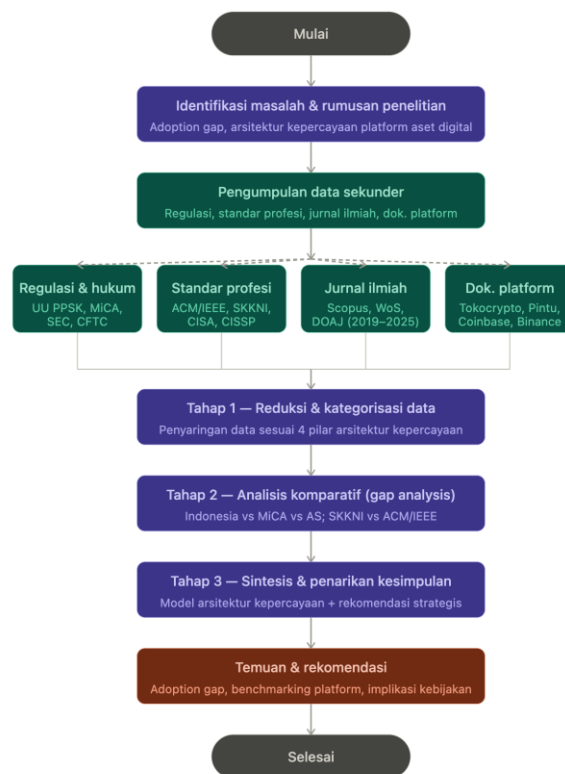 Mulai
Identifikasi masalah & rumusan penelitian
Adoption gap, arsitektur kepercayaan platform aset digital
Pengumpulan data sekunder
Regulasi, standar profesi, jurnal ilmiah, dok. platform
Regulasi & hukum
UU PPSK, MiCA,
SEC, CFTC
Standar profesi
ACM/IEEE, SKKNI,
CISA, CISSP
Jurnal ilmiah
Scopus, WoS,
DOAJ (2019–2025)
Dok. platform
Tokocrypto, Pintu,
Coinbase, Binance
Tahap 1 — Reduksi & kategorisasi data
Penyaringan data sesuai 4 pilar arsitektur kepercayaan
Tahap 2 — Analisis komparatif (gap analysis)
Indonesia vs MiCA vs AS; SKKNI vs ACM/IEEE
Tahap 3 — Sintesis & penarikan kesimpulan
Model arsitektur kepercayaan + rekomendasi strategis
Temuan & rekomendasi
Adoption gap, benchmarking platform, implikasi kebijakan
Selesai